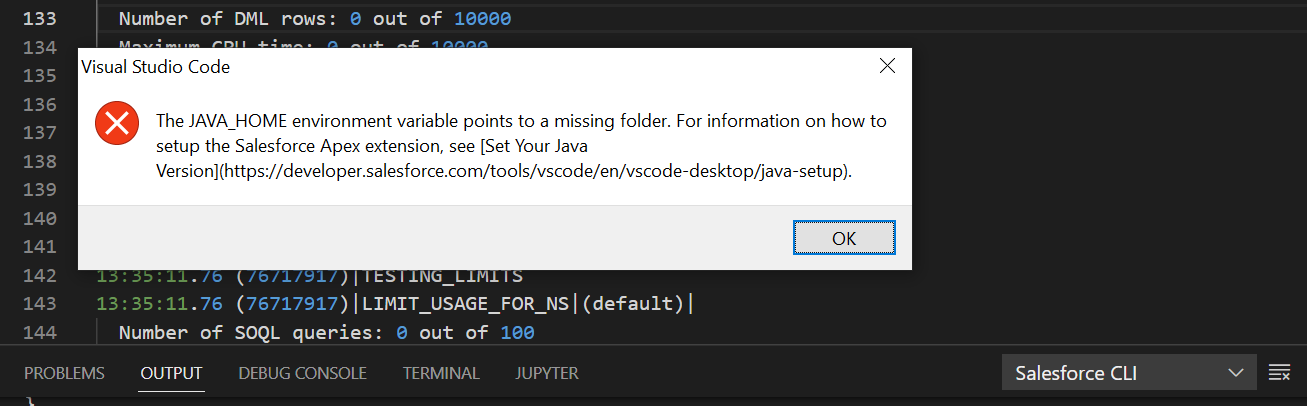 133 Number of DML rows: 0 out of 10000
134 Maximum CPU time: 0 out of 10000
Visual Studio Code
135
136
The JAVA_HOME environment variable points to a missing folder. For information on how to
137
setup the Salesforce Apex extension, see [Set Your Java
138
Version](https://developer.salesforce.com/tools/vscode/en/vscode-desktop/java-setup).
139
140
OK
141
142 13:35:11.76 (76717917)|TESTING_LIMITS
143 13:35:11.76 (76717917)|LIMIT_USAGE_FOR_NS|(default)|
144 Number of SOQL queries: 0 out of 100
PROBLEMS OUTPUT DEBUG CONSOLE TERMINAL JUPYTER Salesforce CLI
}